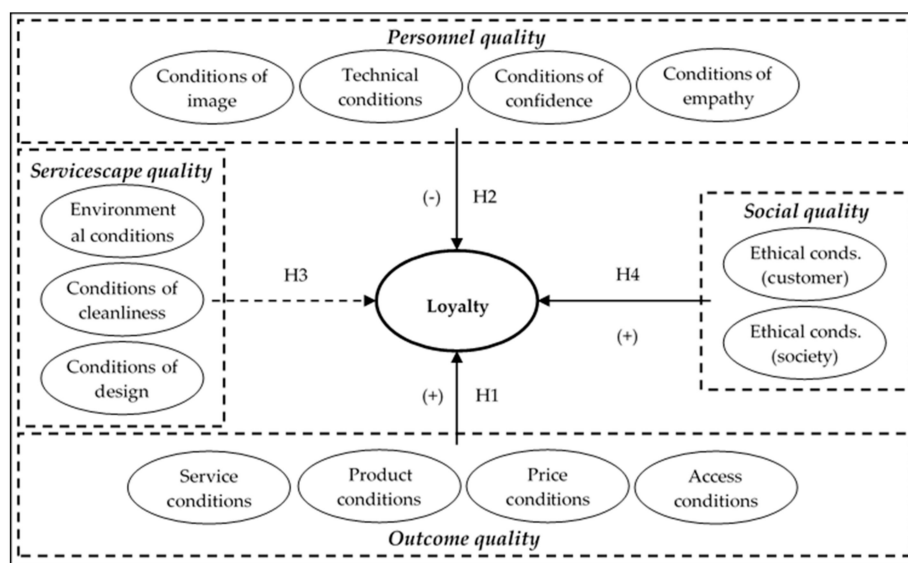 Personnel quality
Conditions of
image
Technical
conditions
Conditions of
confidence
Conditions of
empathy
Servicescape quality
Environment
al conditions
Conditions of
cleanliness
Conditions of
design
(-)
H2
H3
Loyalty
H4
(+)
Social quality
Ethical conds.
(customer)
Ethical conds.
(society)
(+)
H1
Service
conditions
Product
conditions
Price
conditions
Access
conditions
Outcome quality